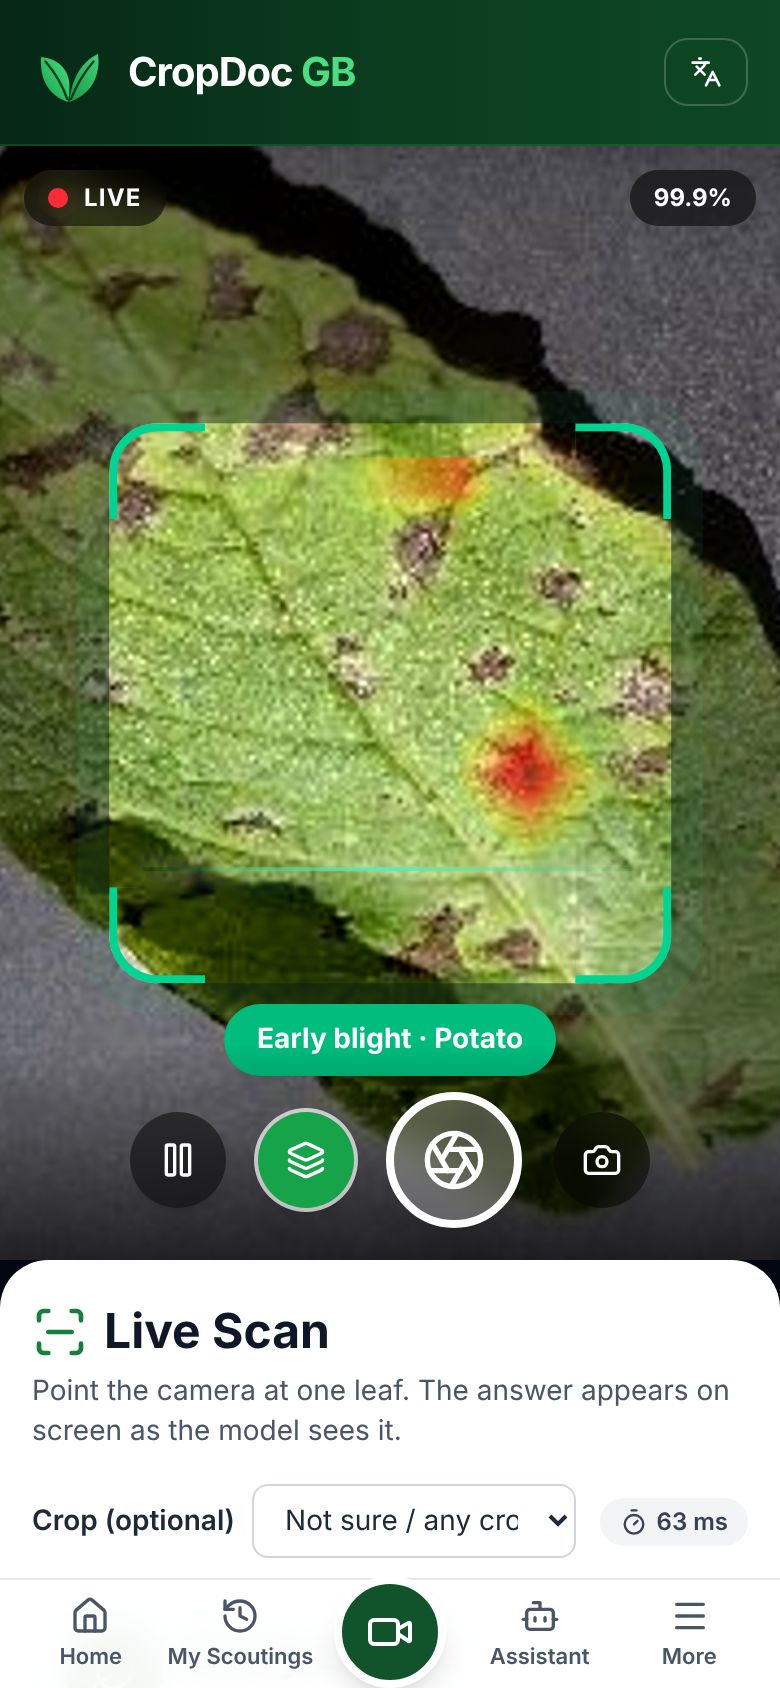 CropDoc GB
LIVE
99.9%
Early blight · Potato
Live Scan
Point the camera at one leaf. The answer appears on
screen as the model sees it.
Crop (optional)
Not sure / any cro
63 ms
Home
My Scoutings
Assistant
More